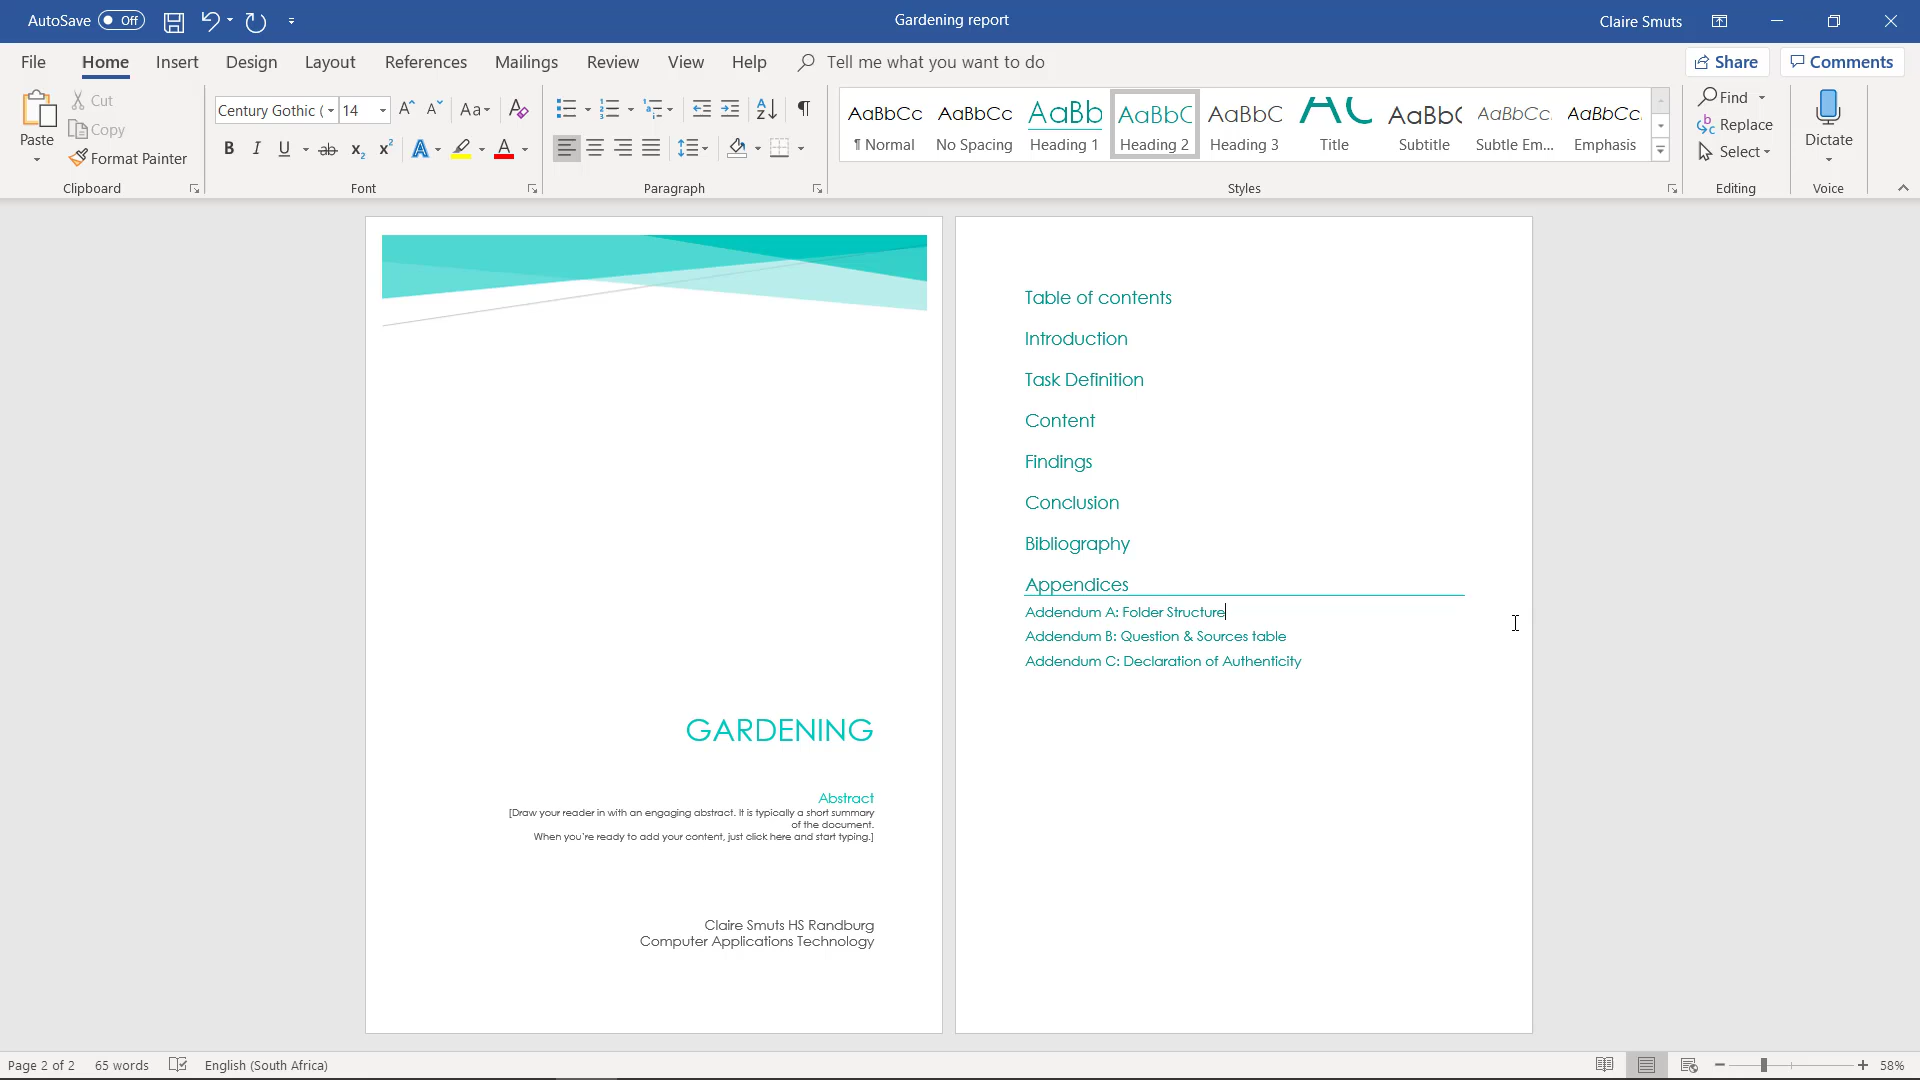 AutoSave Off
Gardening report
Claire Smuts
File Home Insert Design Layout References Mailings Review View Help Tell me what you want to do
Share Comments
Paste
Cut
Copy
Format Painter
Clipboard
Century Gothic ( 14
Aa
B I U ab x₂ x²
Font
Paragraph
AaBbCc AaBbCc AaBb AaBbC AaBbC AaBb( AaBbCc. AaBbCc.
¶ Normal No Spacing Heading 1 Heading 2 Heading 3 Title Subtitle Subtle Em... Emphasis
Styles
Find
Replace
Select
Editing
Dictate
Voice
GARDENING
Abstract
[Draw your reader in with an engaging abstract. It is typically a short summary
of the document.
When you're ready to add your content, just click here and start typing.]
Claire Smuts HS Randburg
Computer Applications Technology
Table of contents
Introduction
Task Definition
Content
Findings
Conclusion
Bibliography
Appendices
Addendum A: Folder Structure
Addendum B: Question & Sources table
Addendum C: Declaration of Authenticity
Page 2 of 2 65 words English (South Africa)
58%